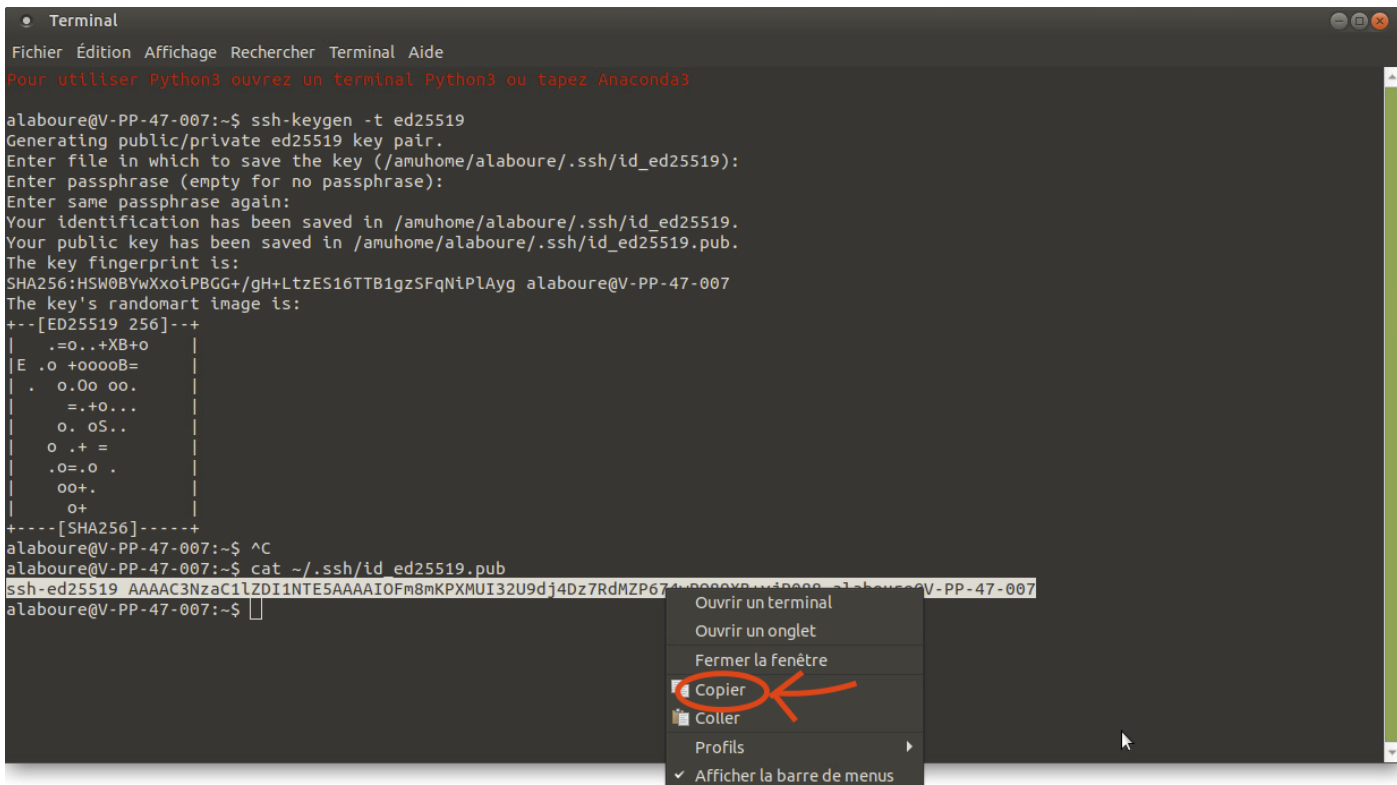 Terminal
Fichier Édition Affichage Rechercher Terminal Aide
Pour utiliser Python3 ouvrez un terminal Python3 ou tapez Anaconda3
alaboure@V-PP-47-007:~$ ssh-keygen -t ed25519
Generating public/private ed25519 key pair.
Enter file in which to save the key (/amuhome/alaboure/.ssh/id_ed25519):
Enter passphrase (empty for no passphrase):
Enter same passphrase again:
Your identification has been saved in /amuhome/alaboure/.ssh/id_ed25519.
Your public key has been saved in /amuhome/alaboure/.ssh/id_ed25519.pub.
The key fingerprint is:
SHA256:HSW0BYwXxoiPBGG+/gH+LtzES16TTB1gzSFqNiPlAyg alaboure@V-PP-47-007
The key's randomart image is:
+--[ED25519 256]--+
|    .=o..+XB+o    |
|E .o +ooooB=      |
| .  o.Oo oo.      |
|      =.+o...     |
|     o. oS..      |
|    o .+ =        |
|    .o=.o .       |
|     oo+.         |
|      o+          |
+----[SHA256]-----+
alaboure@V-PP-47-007:~$ ^C
alaboure@V-PP-47-007:~$ cat ~/.ssh/id_ed25519.pub
ssh-ed25519 AAAAC3NzaC1lZDI1NTE5AAAAIOFm8mKPXMUI32U9dj4Dz7RdMZP67 V-PP-47-007
alaboure@V-PP-47-007:~$
Ouvrir un terminal
Ouvrir un onglet
Fermer la fenêtre
Copier
Coller
Profils
Afficher la barre de menus